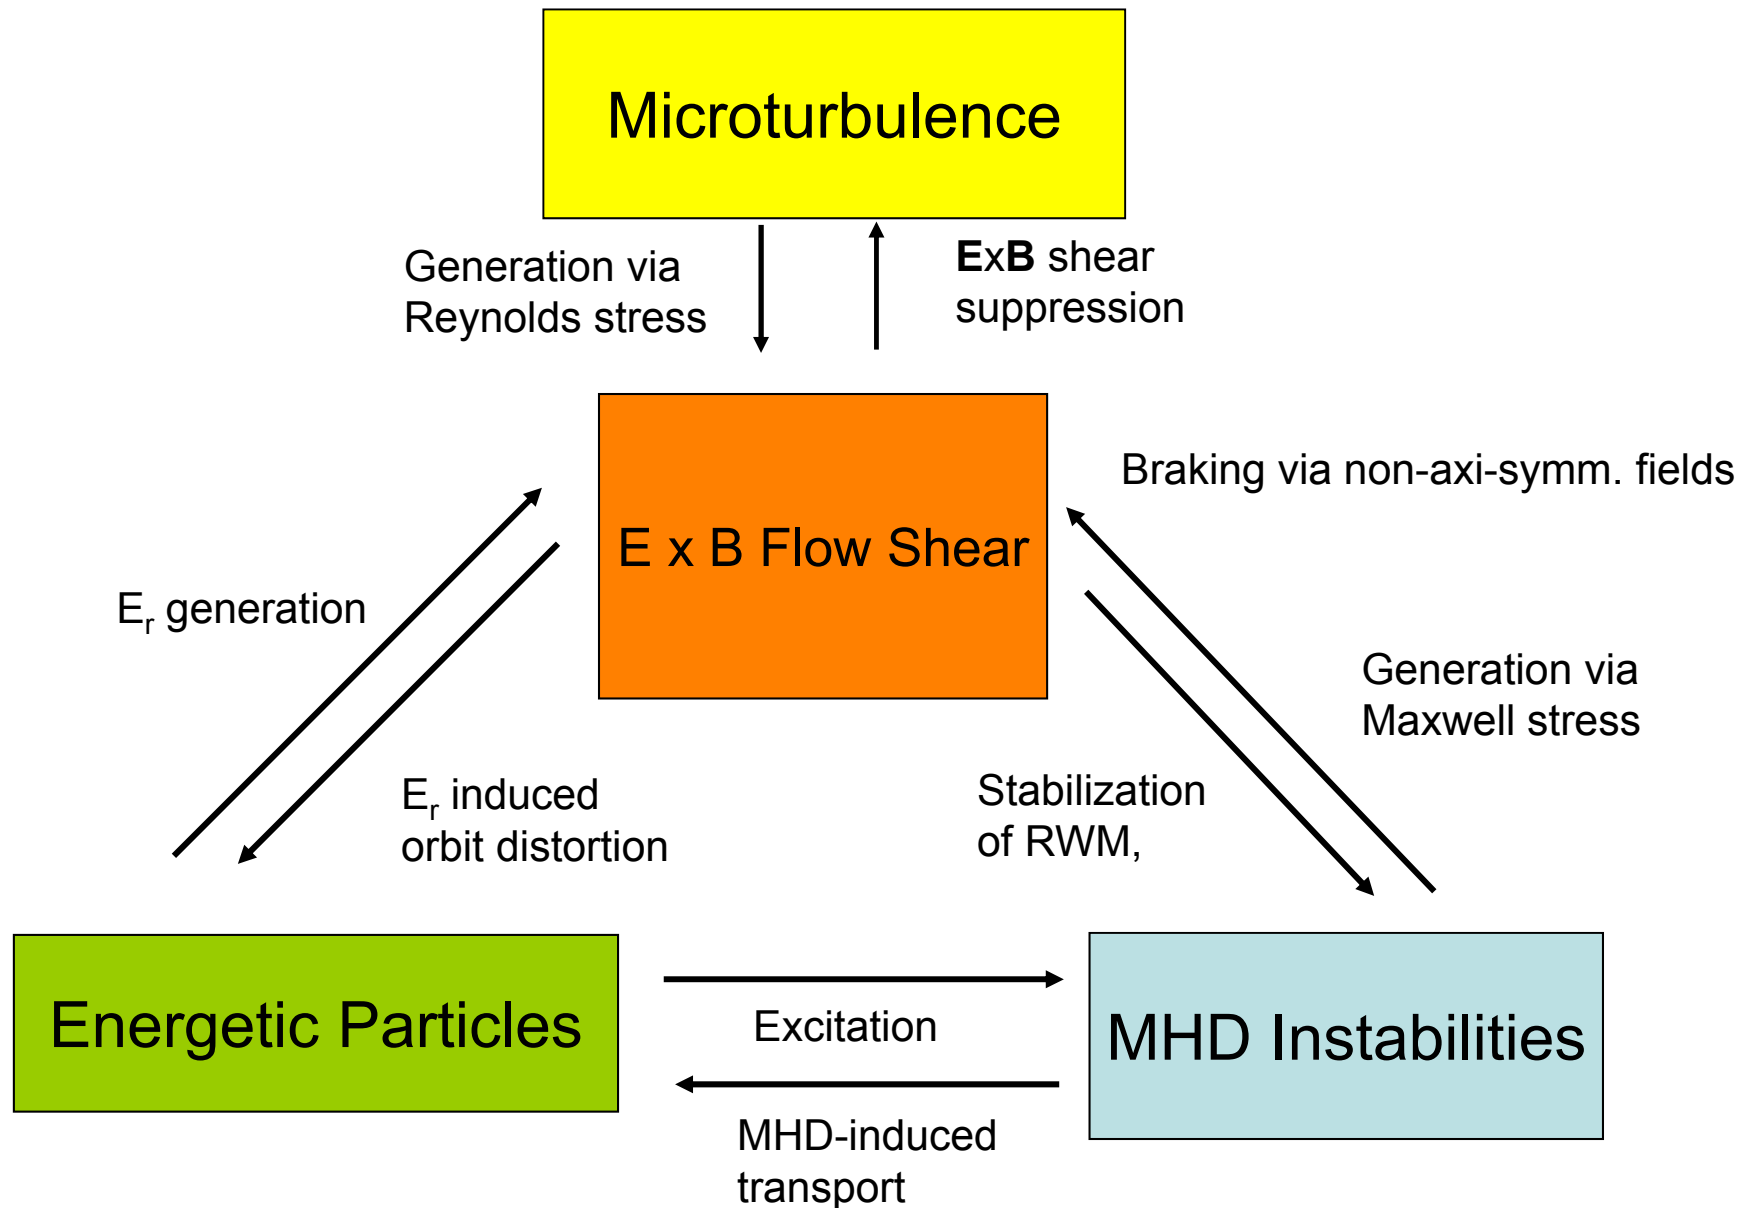 Microturbulence
Generation via
Reynolds stress
ExB shear
suppression
Braking via non-axi-symm. fields
E x B Flow Shear
Er generation
Generation via
Maxwell stress
Er induced
orbit distortion
Stabilization
of RWM,
Energetic Particles
Excitation
MHD Instabilities
MHD-induced
transport